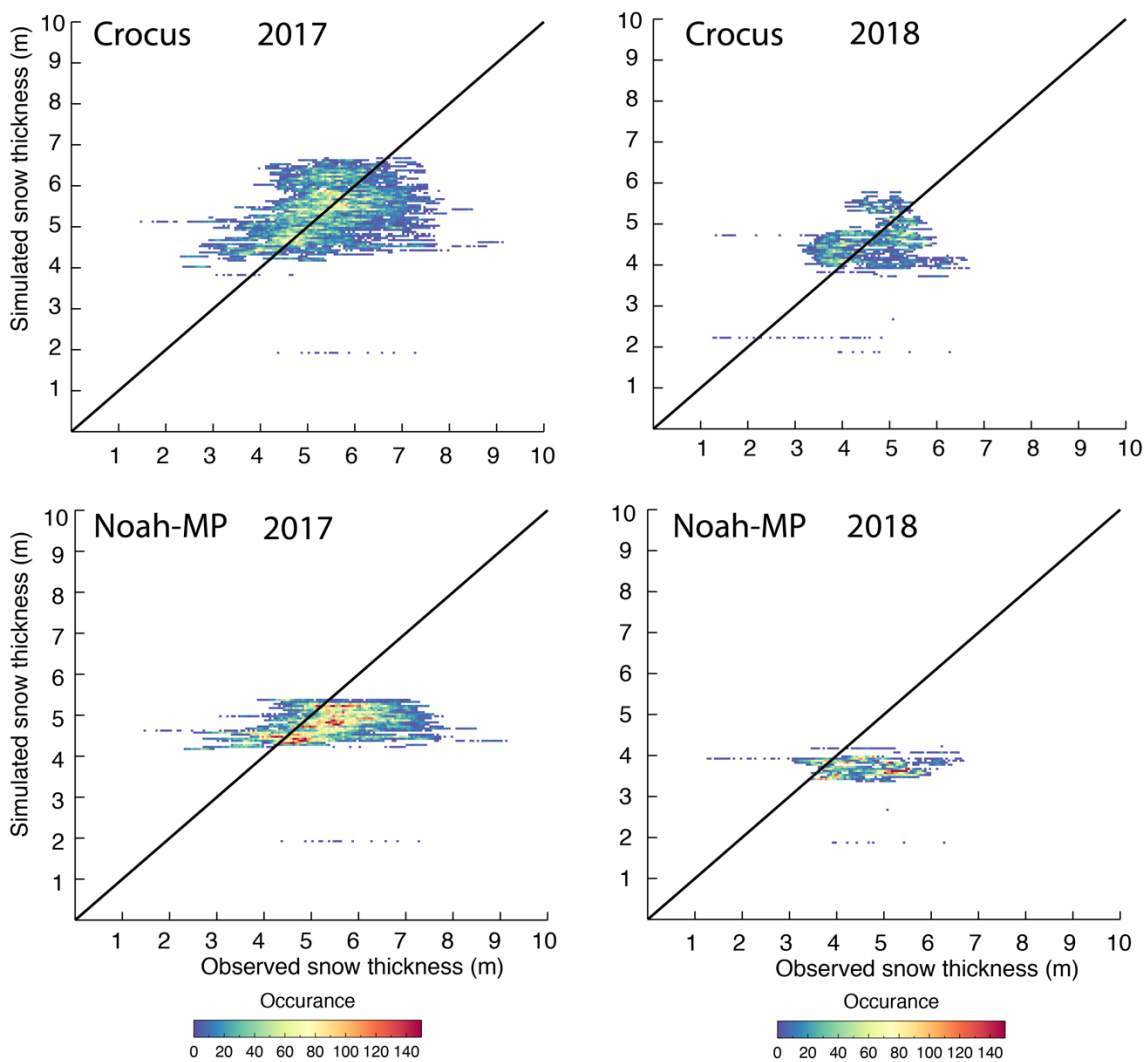 Crocus 2017
Simulated snow thickness (m)
10
9
8
7
6
5
4
3
2
1
1 2 3 4 5 6 7 8 9 10
Crocus 2018
10
9
8
7
6
5
4
3
2
1
1 2 3 4 5 6 7 8 9 10
Noah-MP 2017
Simulated snow thickness (m)
10
9
8
7
6
5
4
3
2
1
1 2 3 4 5 6 7 8 9 10
Observed snow thickness (m)
Noah-MP 2018
10
9
8
7
6
5
4
3
2
1
1 2 3 4 5 6 7 8 9 10
Observed snow thickness (m)
Occurance
0 20 40 60 80 100 120 140
Occurance
0 20 40 60 80 100 120 140